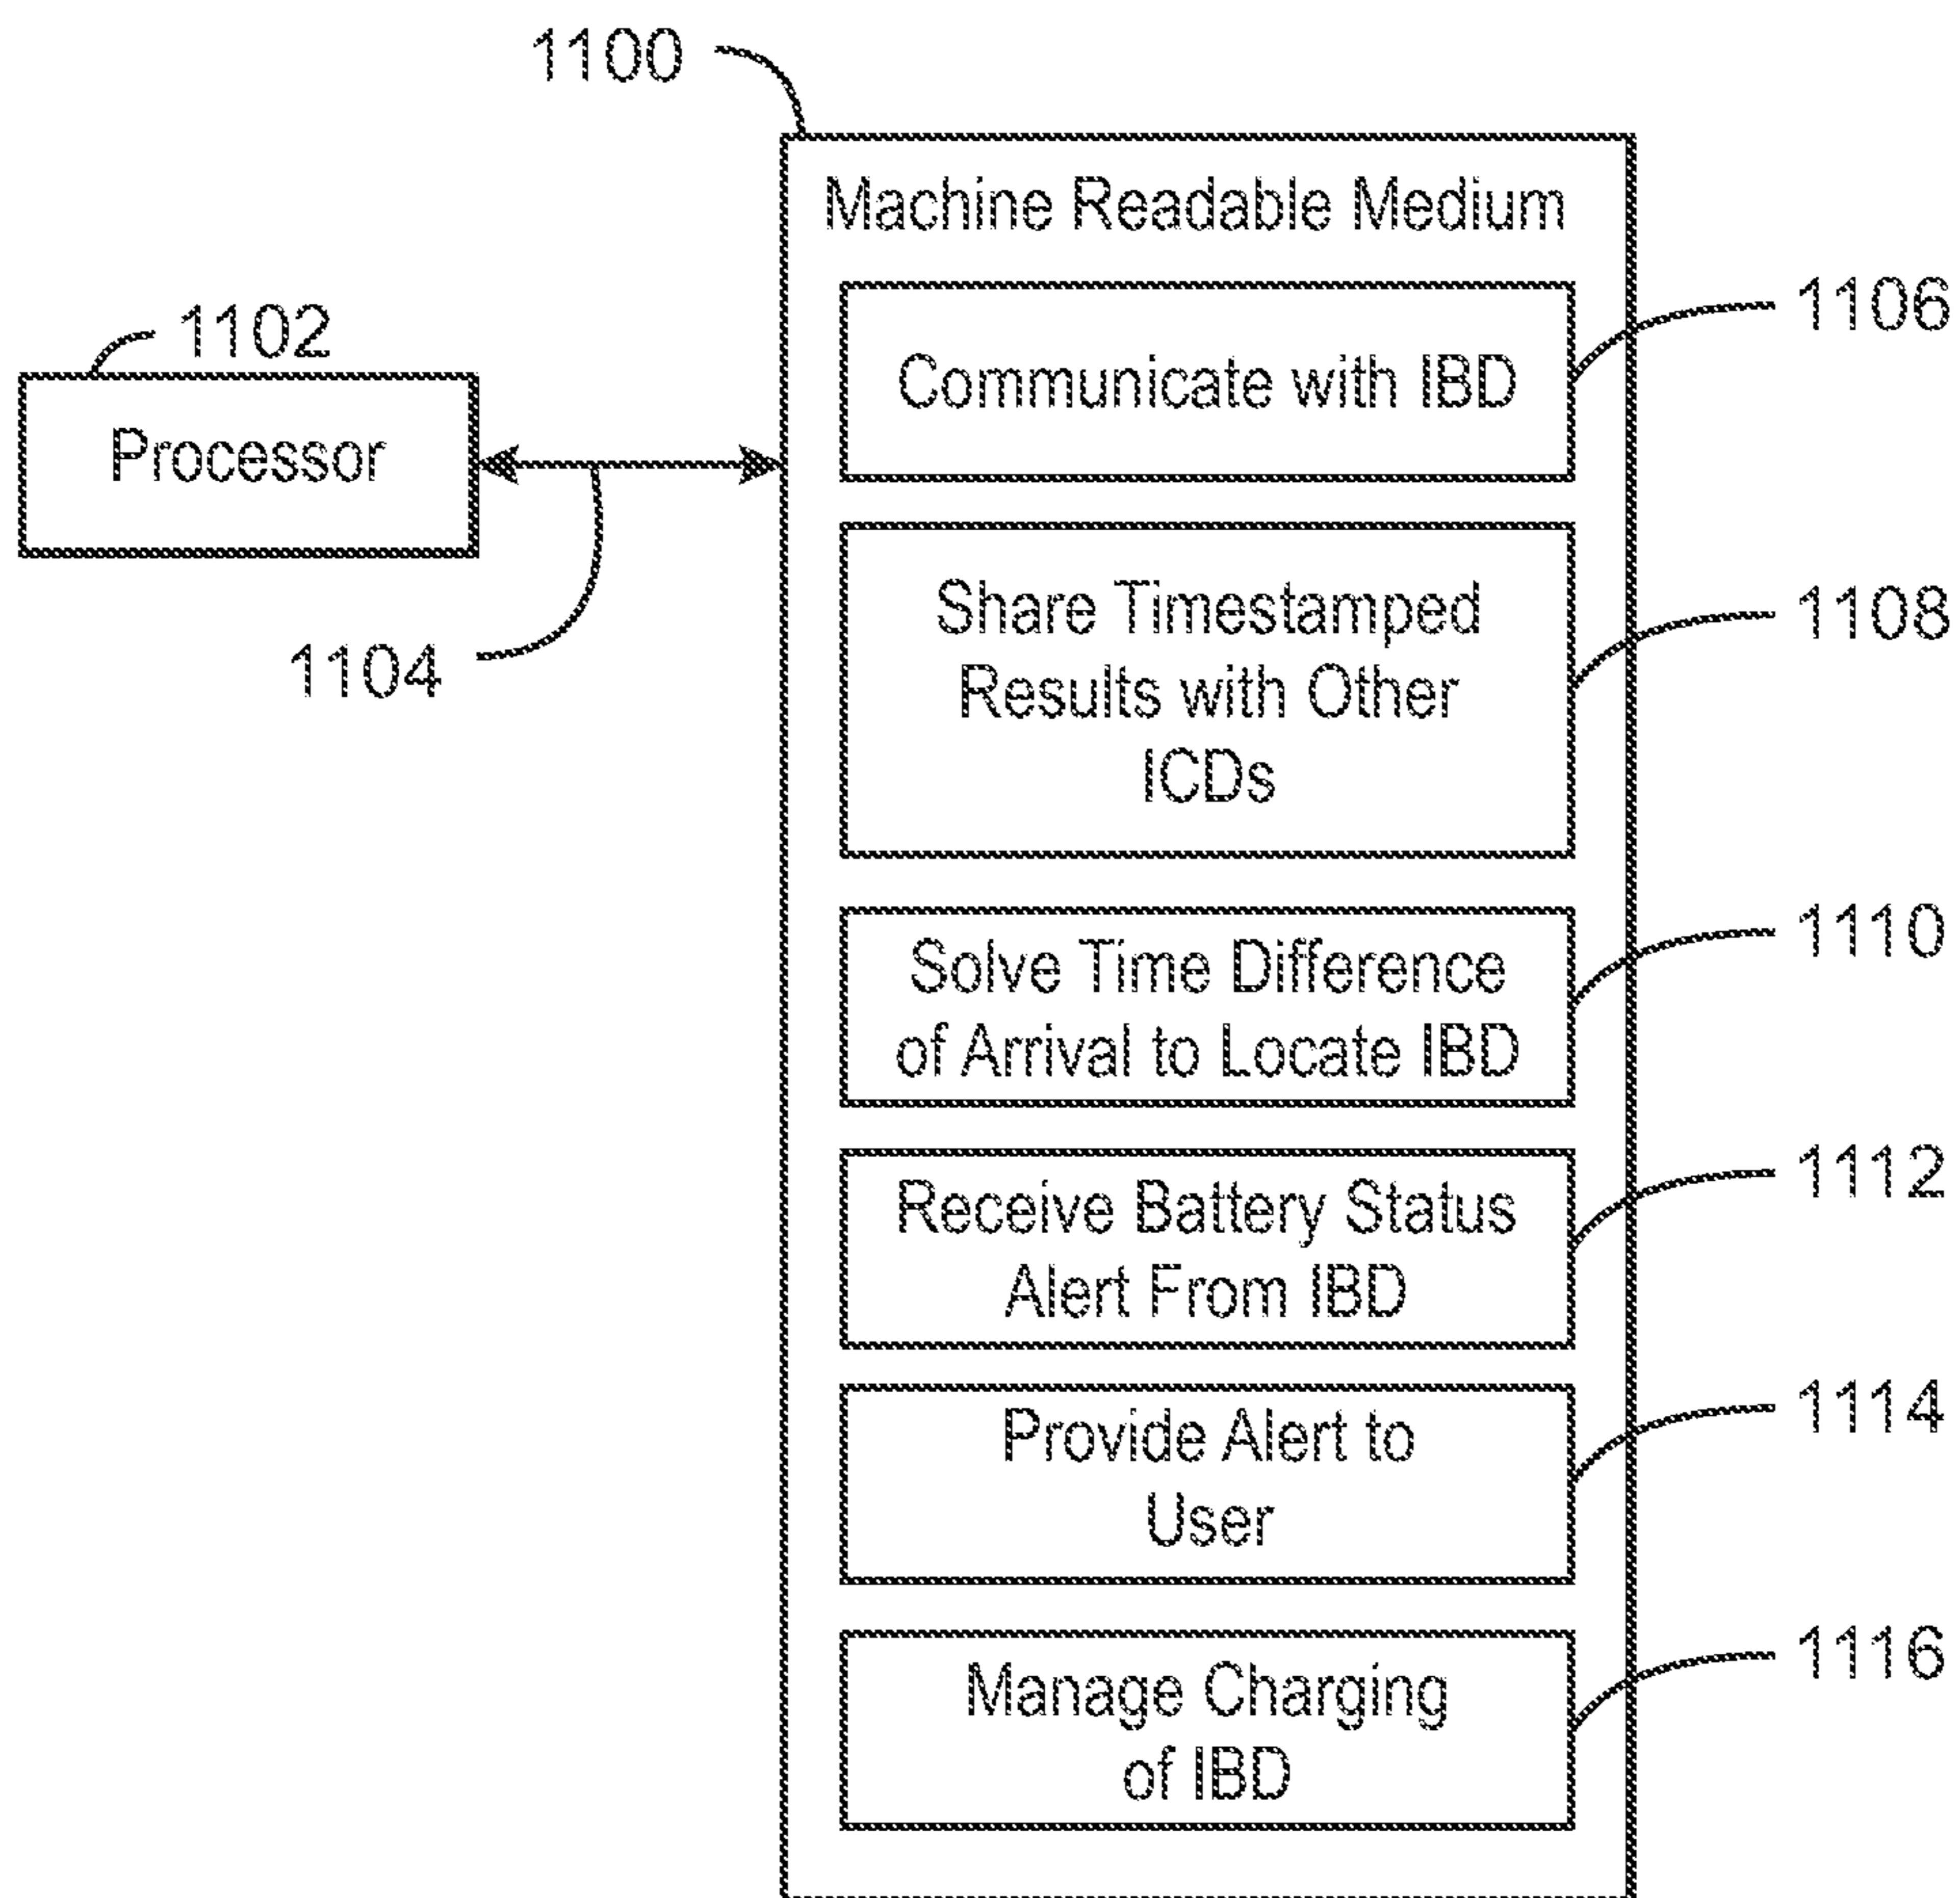 1100
Machine Readable Medium
1102
Processor
1104
Communicate with IBD
1106
Share Timestamped
Results with Other
ICDs
1108
Solve Time Difference
of Arrival to Locate IBD
1110
Receive Battery Status
Alert From IBD
1112
Provide Alert to
User
1114
Manage Charging
of IBD
1116